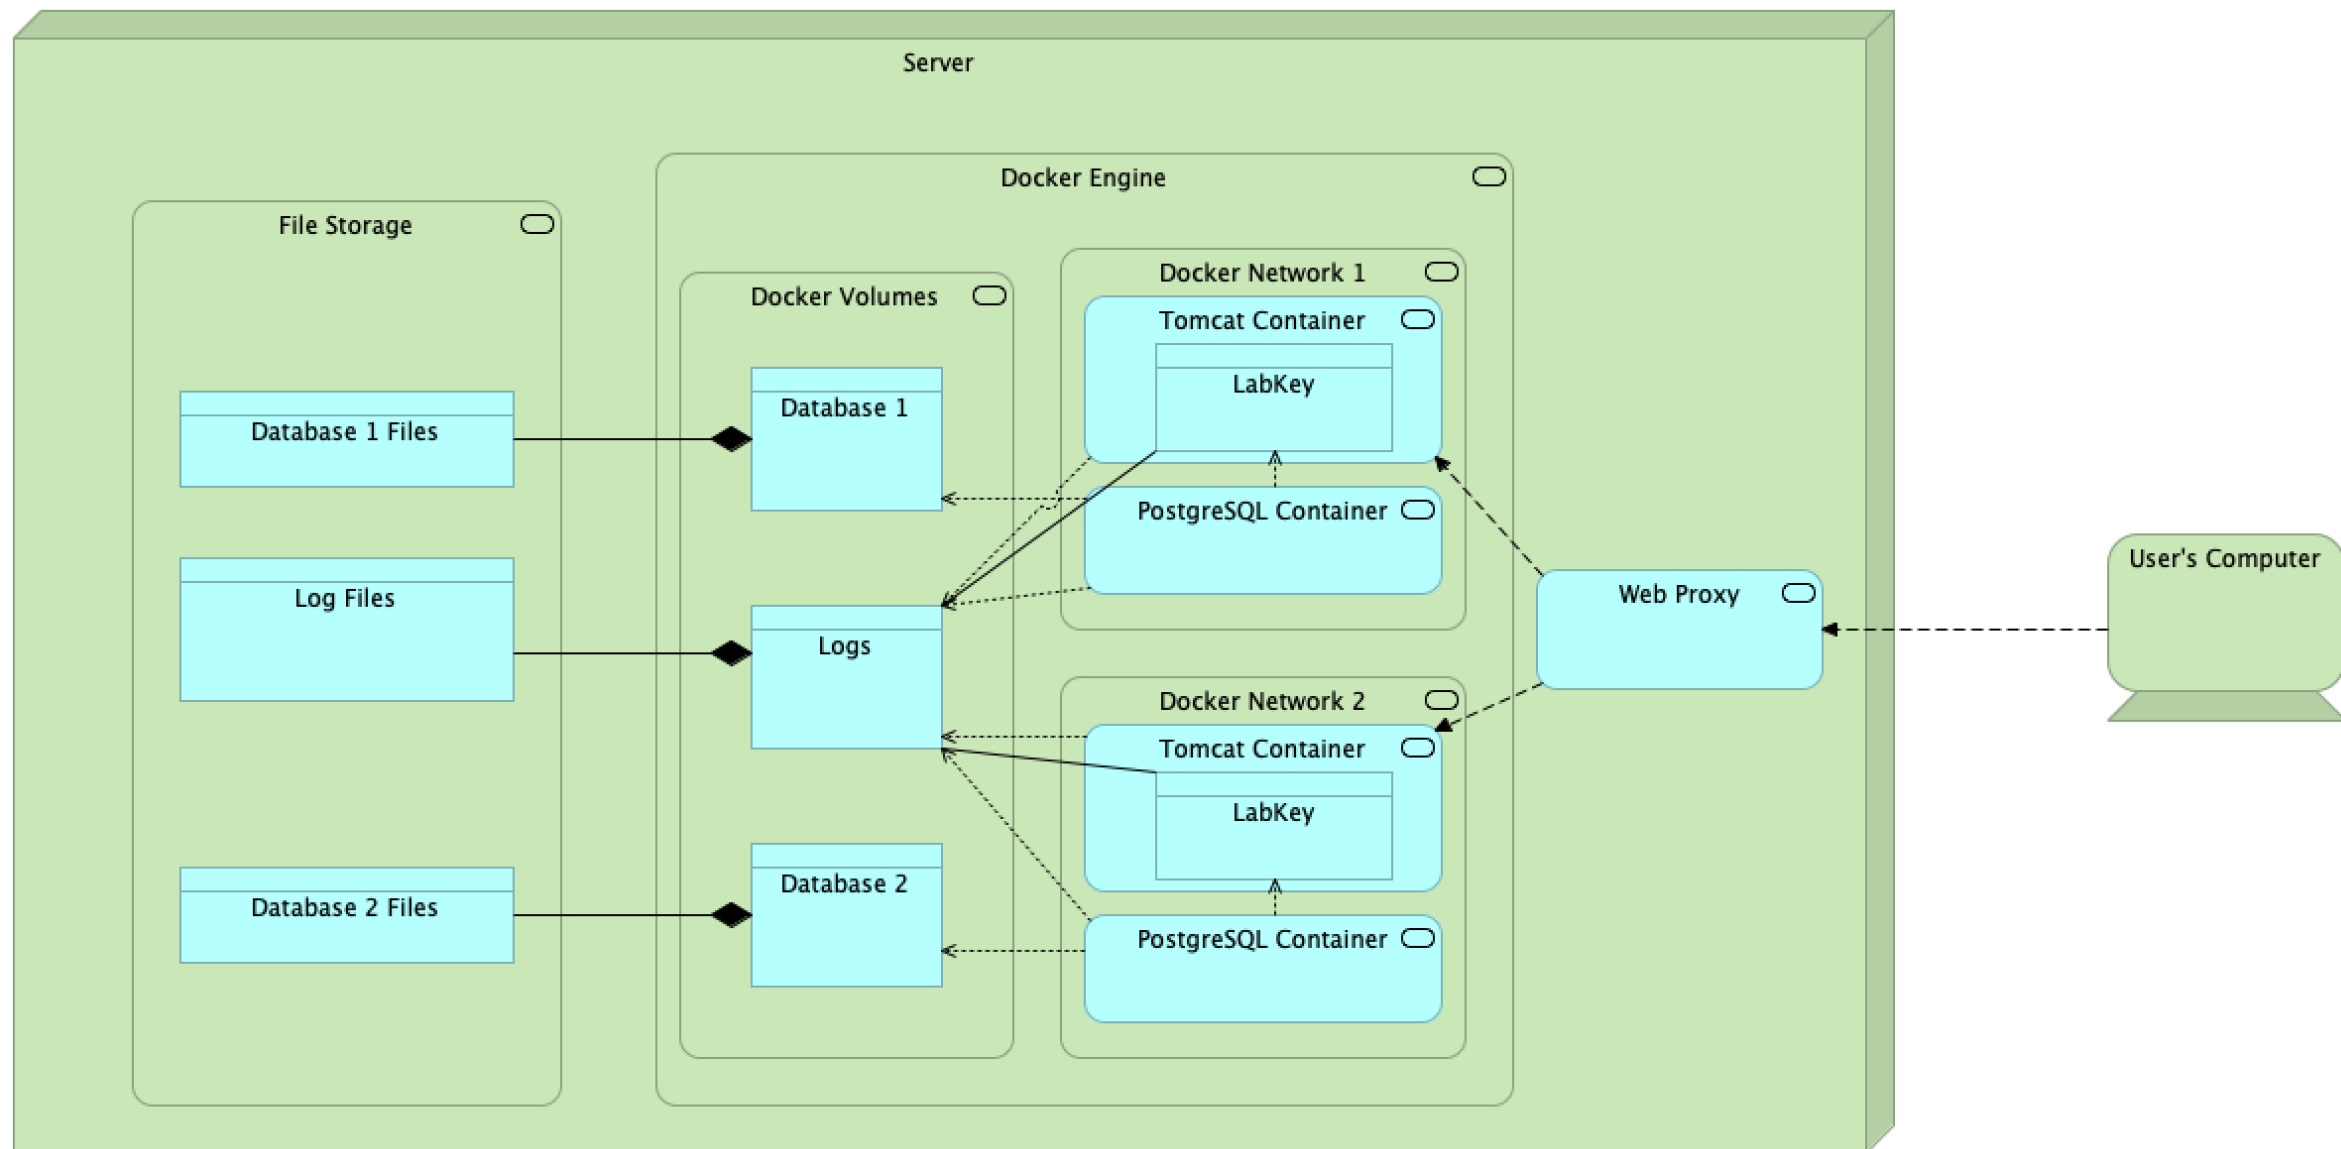 Server
File Storage
Database 1 Files
Log Files
Database 2 Files
Docker Engine
Docker Volumes
Database 1
Logs
Database 2
Docker Network 1
Tomcat Container
LabKey
PostgreSQL Container
Docker Network 2
Tomcat Container
LabKey
PostgreSQL Container
Web Proxy
User's Computer